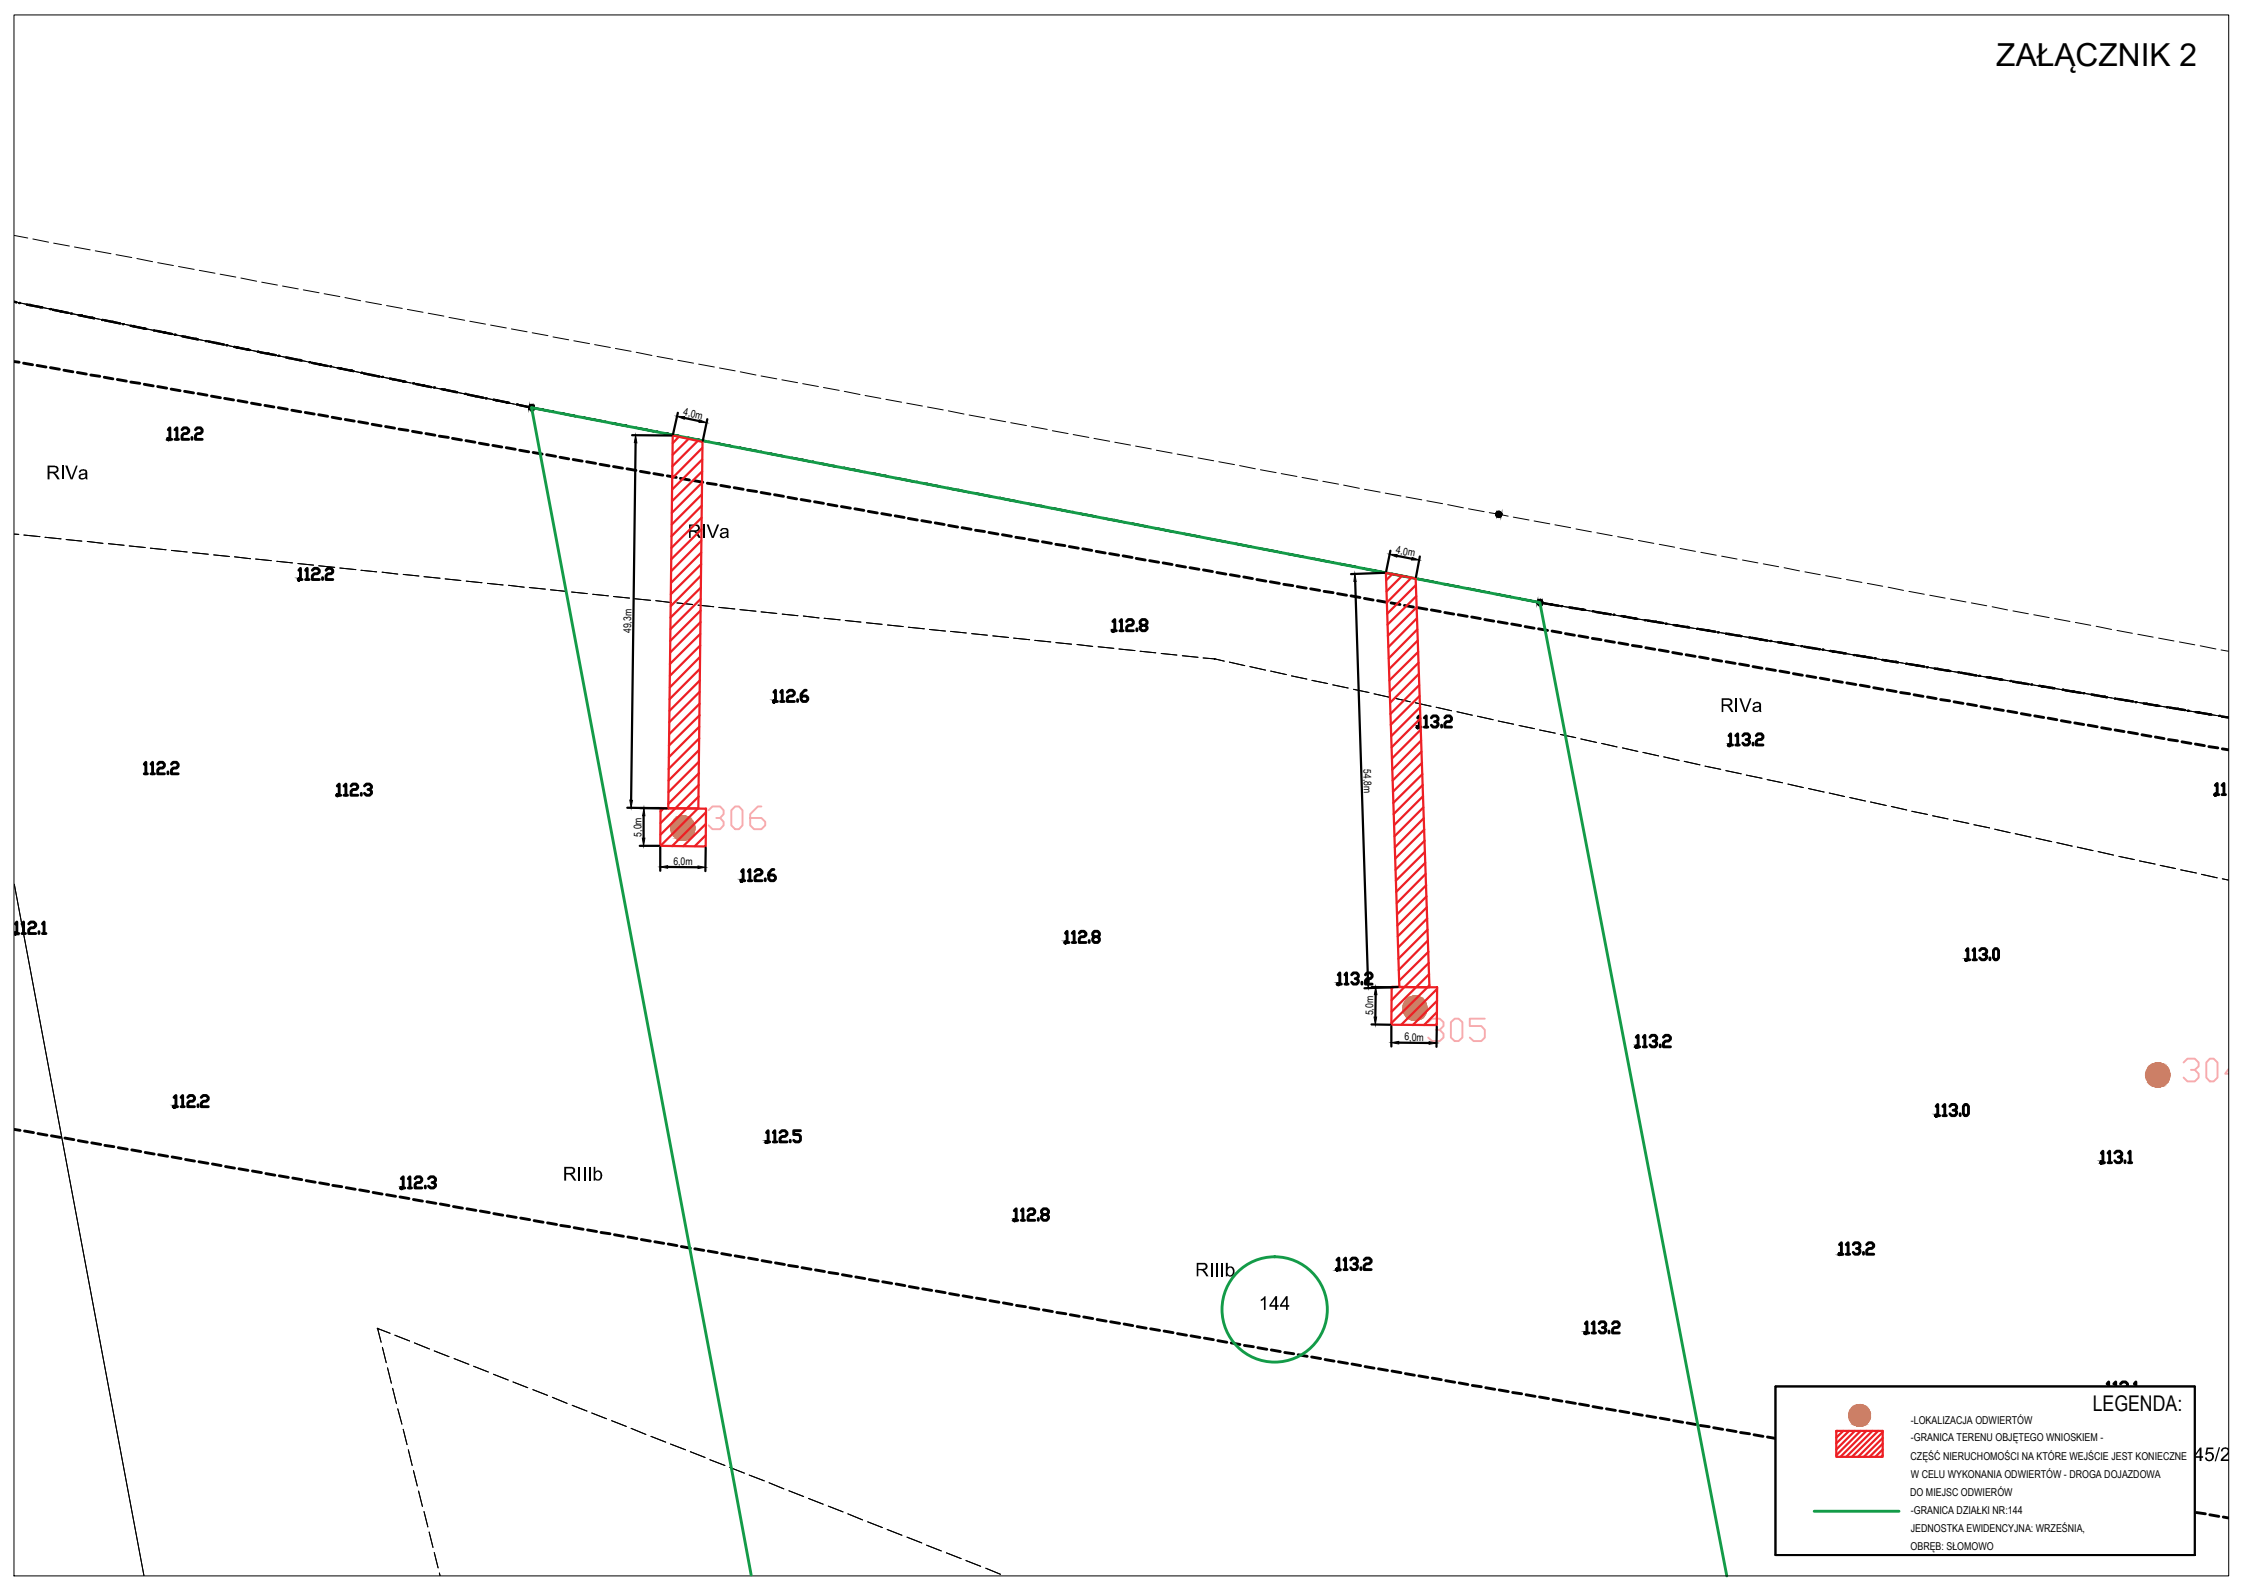 ZAŁĄCZNIK 2
4,0m
112.2
RIVa
RIVa
4,0m
112.2
49,3m
112.8
112.6
RIVa
113.2
113.2
112.2
112.3
54,8m
306
5,0m
6,0m
112.6
112.1
112.8
113.0
113.2
5,0m
305
6,0m
113.2
304
112.2
113.0
112.5
113.1
RIIIb
112.3
112.8
113.2
RIIIb
113.2
144
113.2
LEGENDA:
-LOKALIZACJA ODWIERTÓW
-GRANICA TERENU OBJĘTEGO WNIOSKIEM -
CZĘŚĆ NIERUCHOMOŚCI NA KTÓRE WEJŚCIE JEST KONIECZNE
W CELU WYKONANIA ODWIERTÓW - DROGA DOJAZDOWA
DO MIEJSC ODWIERÓW
-GRANICA DZIAŁKI NR:144
JEDNOSTKA EWIDENCYJNA: WRZEŚNIA,
OBRĘB: SŁOMOWO
45/2